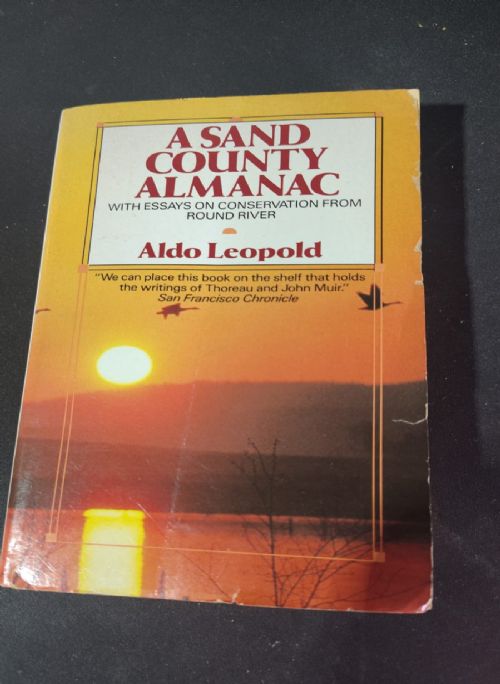 A SAND
COUNTY
ALMANAC
WITH ESSAYS ON CONSERVATION FROM
ROUND RIVER
Aldo Leopold
"We can place this book on the shelf that holds
the writings of Thoreau and John Muir."
San Francisco Chronicle